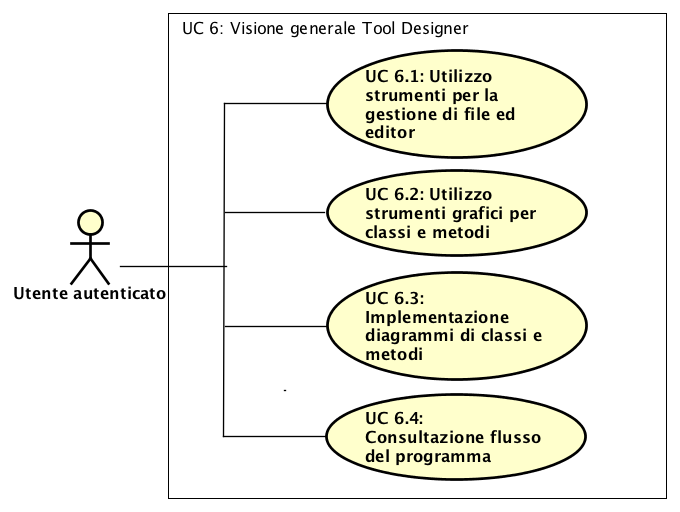 UC 6: Visione generale Tool Designer
UC 6.1: Utilizzo
strumenti per la
gestione di file ed
editor
UC 6.2: Utilizzo
strumenti grafici per
classi e metodi
Utente autenticato
UC 6.3:
Implementazione
diagrammi di classi e
metodi
UC 6.4:
Consultazione flusso
del programma